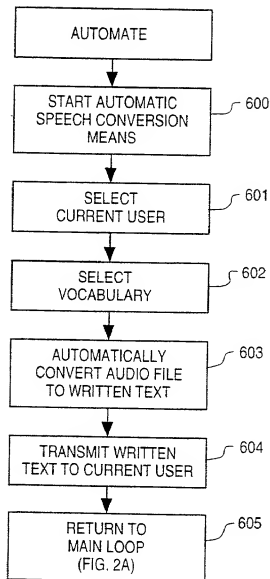 AUTOMATE
START AUTOMATIC
SPEECH CONVERSION
MEANS
600
SELECT
CURRENT USER
601
SELECT
VOCABULARY
602
AUTOMATICALLY
CONVERT AUDIO FILE
TO WRITTEN TEXT
603
TRANSMIT WRITTEN
TEXT TO CURRENT USER
604
RETURN TO
MAIN LOOP
(FIG. 2A)
605